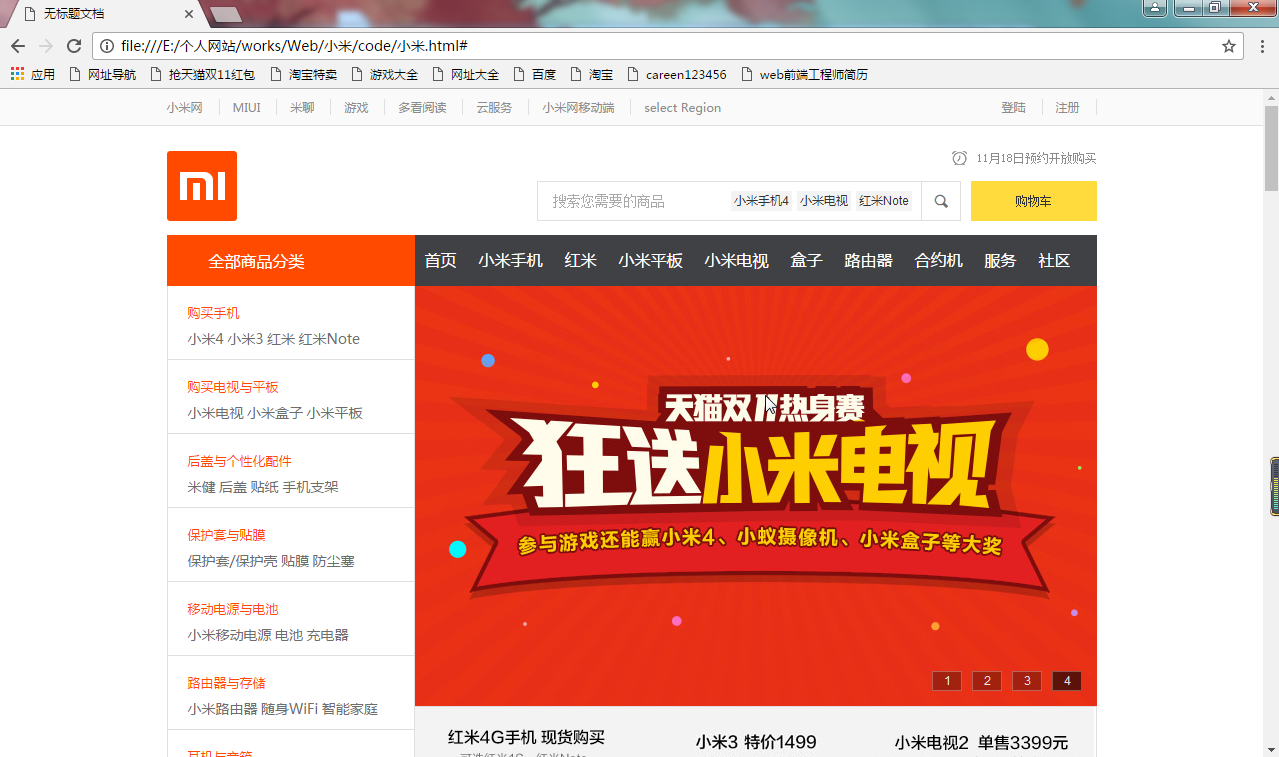 无标题文档
file:///E:/个人网站/works/Web/小米/code/小米.html#
应用 网址导航 抢天猫双11红包 淘宝特卖 游戏大全 网址大全 百度 淘宝 careen123456 web前端工程师简历
小米网 MIUI 米聊 游戏 多看阅读 云服务 小米网移动端 select Region 登陆 注册
11月18日预约开放购买
搜索您需要的商品 小米手机4 小米电视 红米Note 购物车
全部商品分类 首页 小米手机 红米 小米平板 小米电视 盒子 路由器 合约机 服务 社区
购买手机
小米4 小米3 红米 红米Note
购买电视与平板
小米电视 小米盒子 小米平板
后盖与个性化配件
米健 后盖 贴纸 手机支架
保护套与贴膜
保护套/保护壳 贴膜 防尘塞
移动电源与电池
小米移动电源 电池 充电器
路由器与存储
小米路由器 随身WiFi 智能家庭
天猫双11热身赛
狂送小米电视
参与游戏还能赢小米4、小蚁摄像机、小米盒子等大奖
1 2 3 4
红米4G手机 现货购买
小米3 特价1499
小米电视2 单售3399元